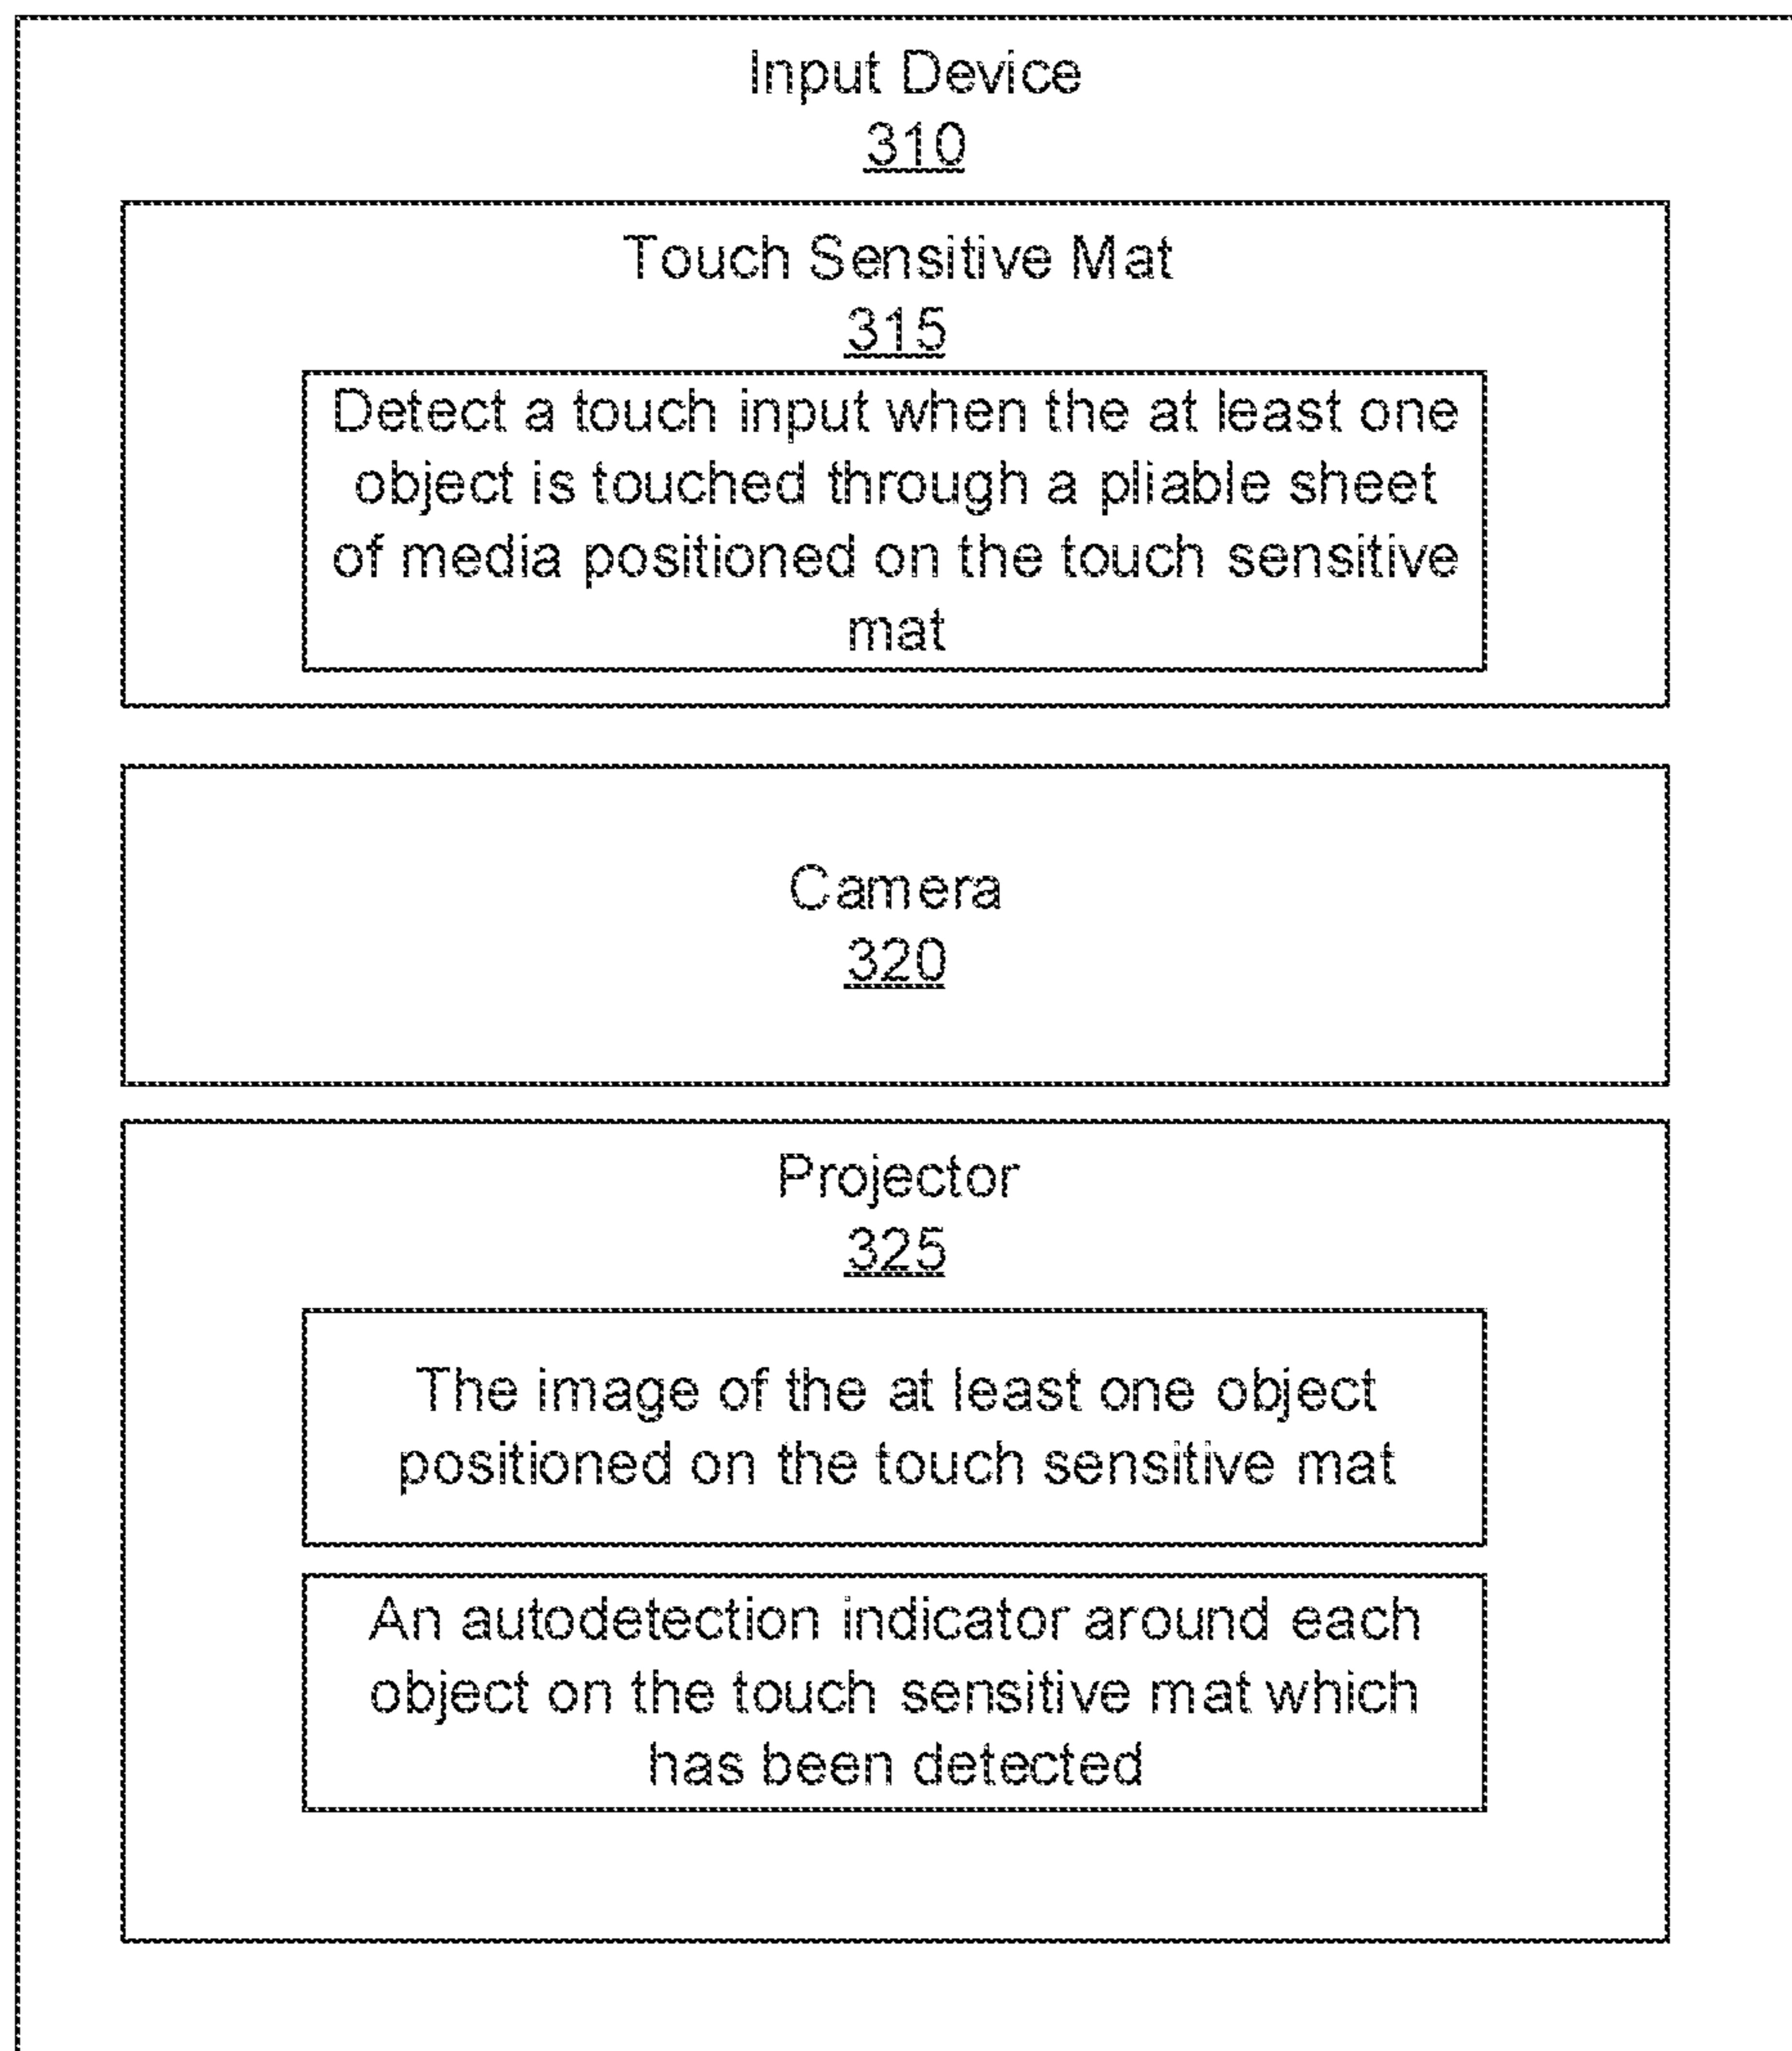 Input Device
310
Touch Sensitive Mat
315
Detect a touch input when the at least one
object is touched through a pliable sheet
of media positioned on the touch sensitive
mat
Camera
320
Projector
325
The image of the at least one object
positioned on the touch sensitive mat
An autodetection indicator around each
object on the touch sensitive mat which
has been detected